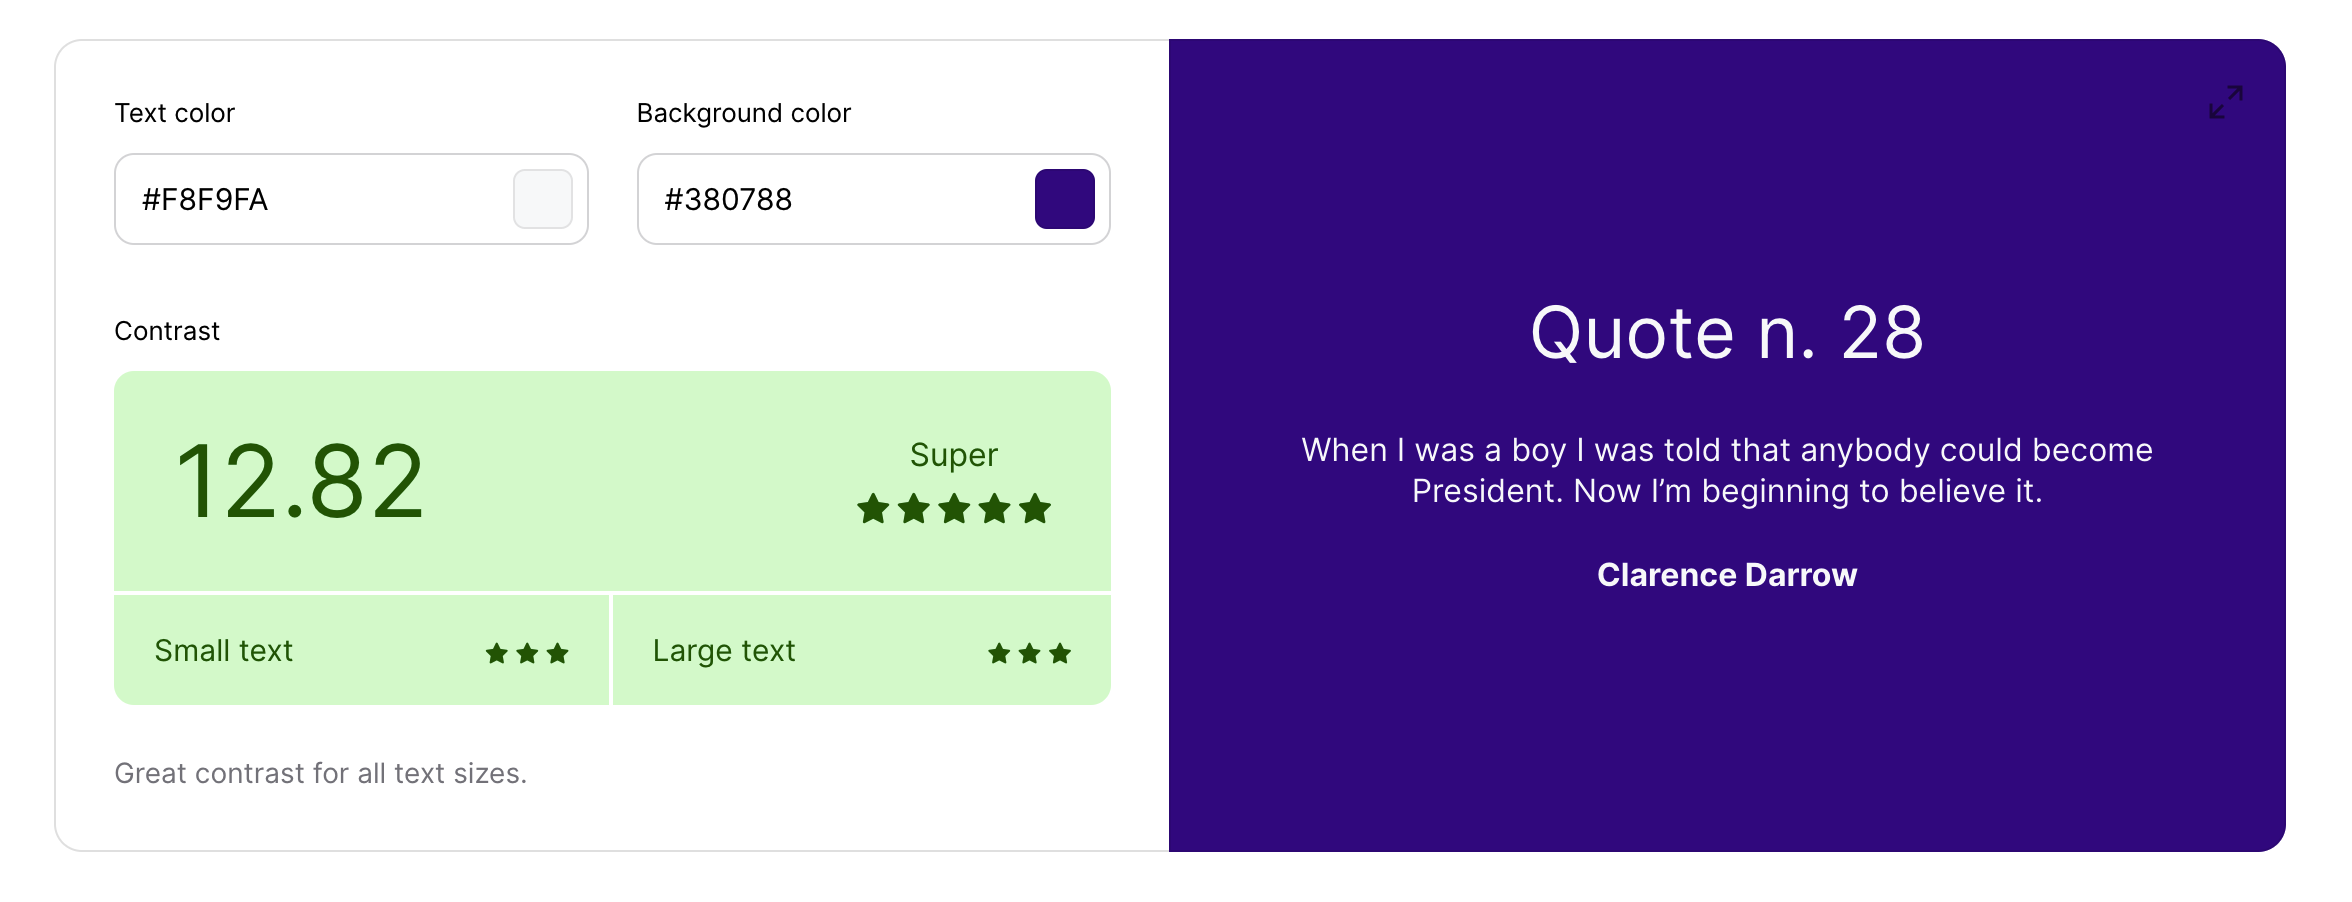 Text color
Background color
#F8F9FA
#380788
Contrast
12.82
Super
Small text
Large text
Great contrast for all text sizes.
Quote n. 28
When I was a boy I was told that anybody could become
President. Now I’m beginning to believe it.
Clarence Darrow